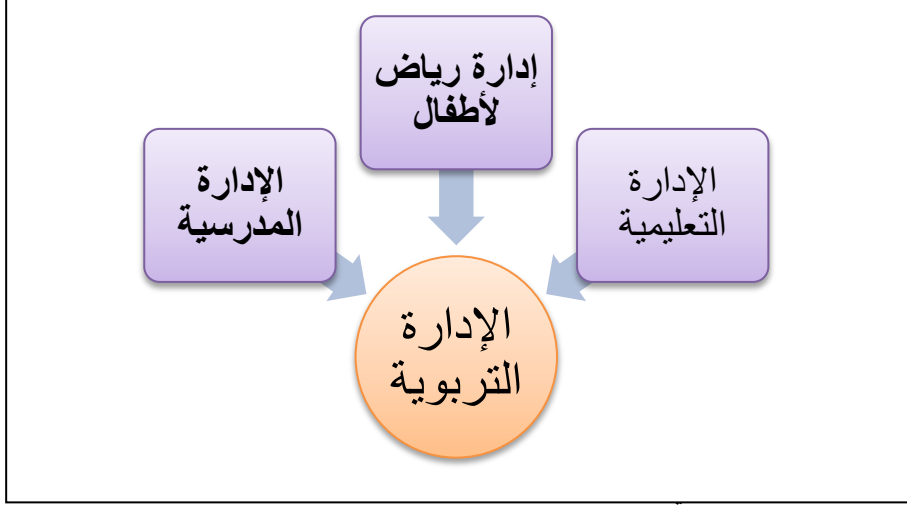 إدارة رياض
لأطفال
الإدارة
التعليمية
الإدارة
المدرسية
الإدارة
التربوية